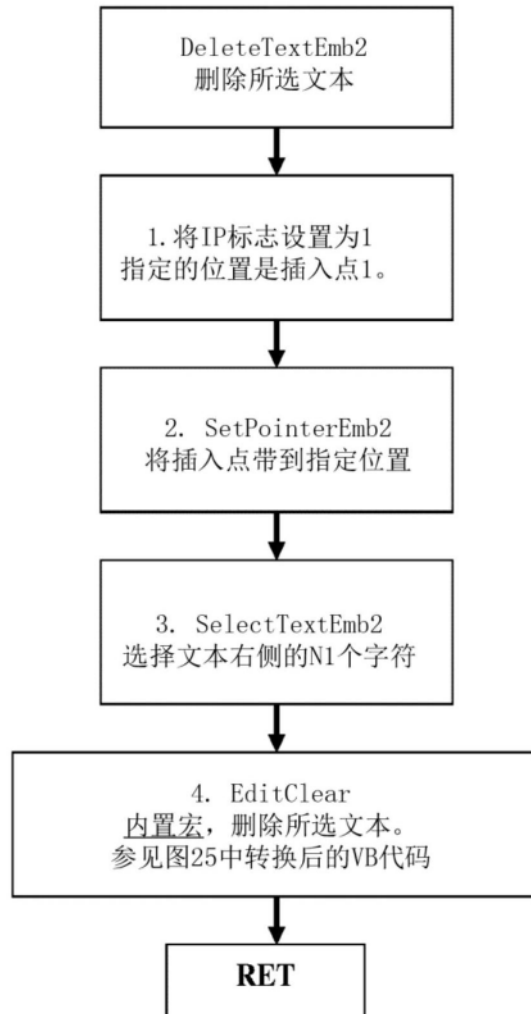 DeleteTextEmb2
删除所选文本
1.将IP标志设置为1
指定的位置是插入点1。
2. SetPointerEmb2
将插入点带到指定位置
3. SelectTextEmb2
选择文本右侧的N1个字符
4. EditClear
内置宏，删除所选文本。
参见图25中转换后的VB代码
RET